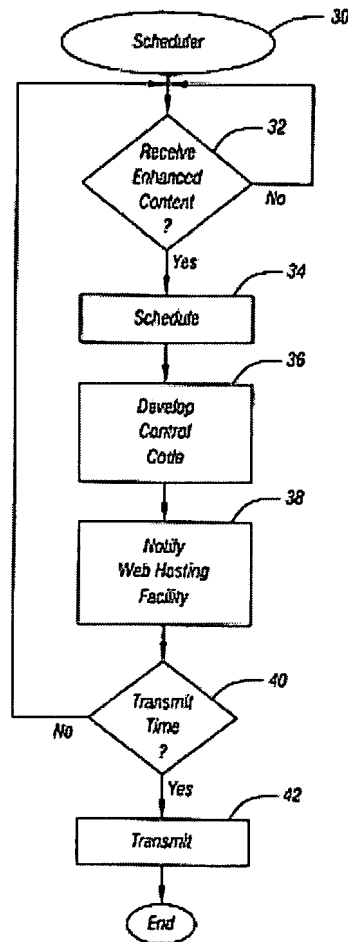 Scheduler
30
Receive
Enhanced
Content
?
32
No
Yes
34
Schedule
36
Develop
Control
Code
38
Notify
Web Hosting
Facility
40
Transmit
Time
?
No
Yes
42
Transmit
End